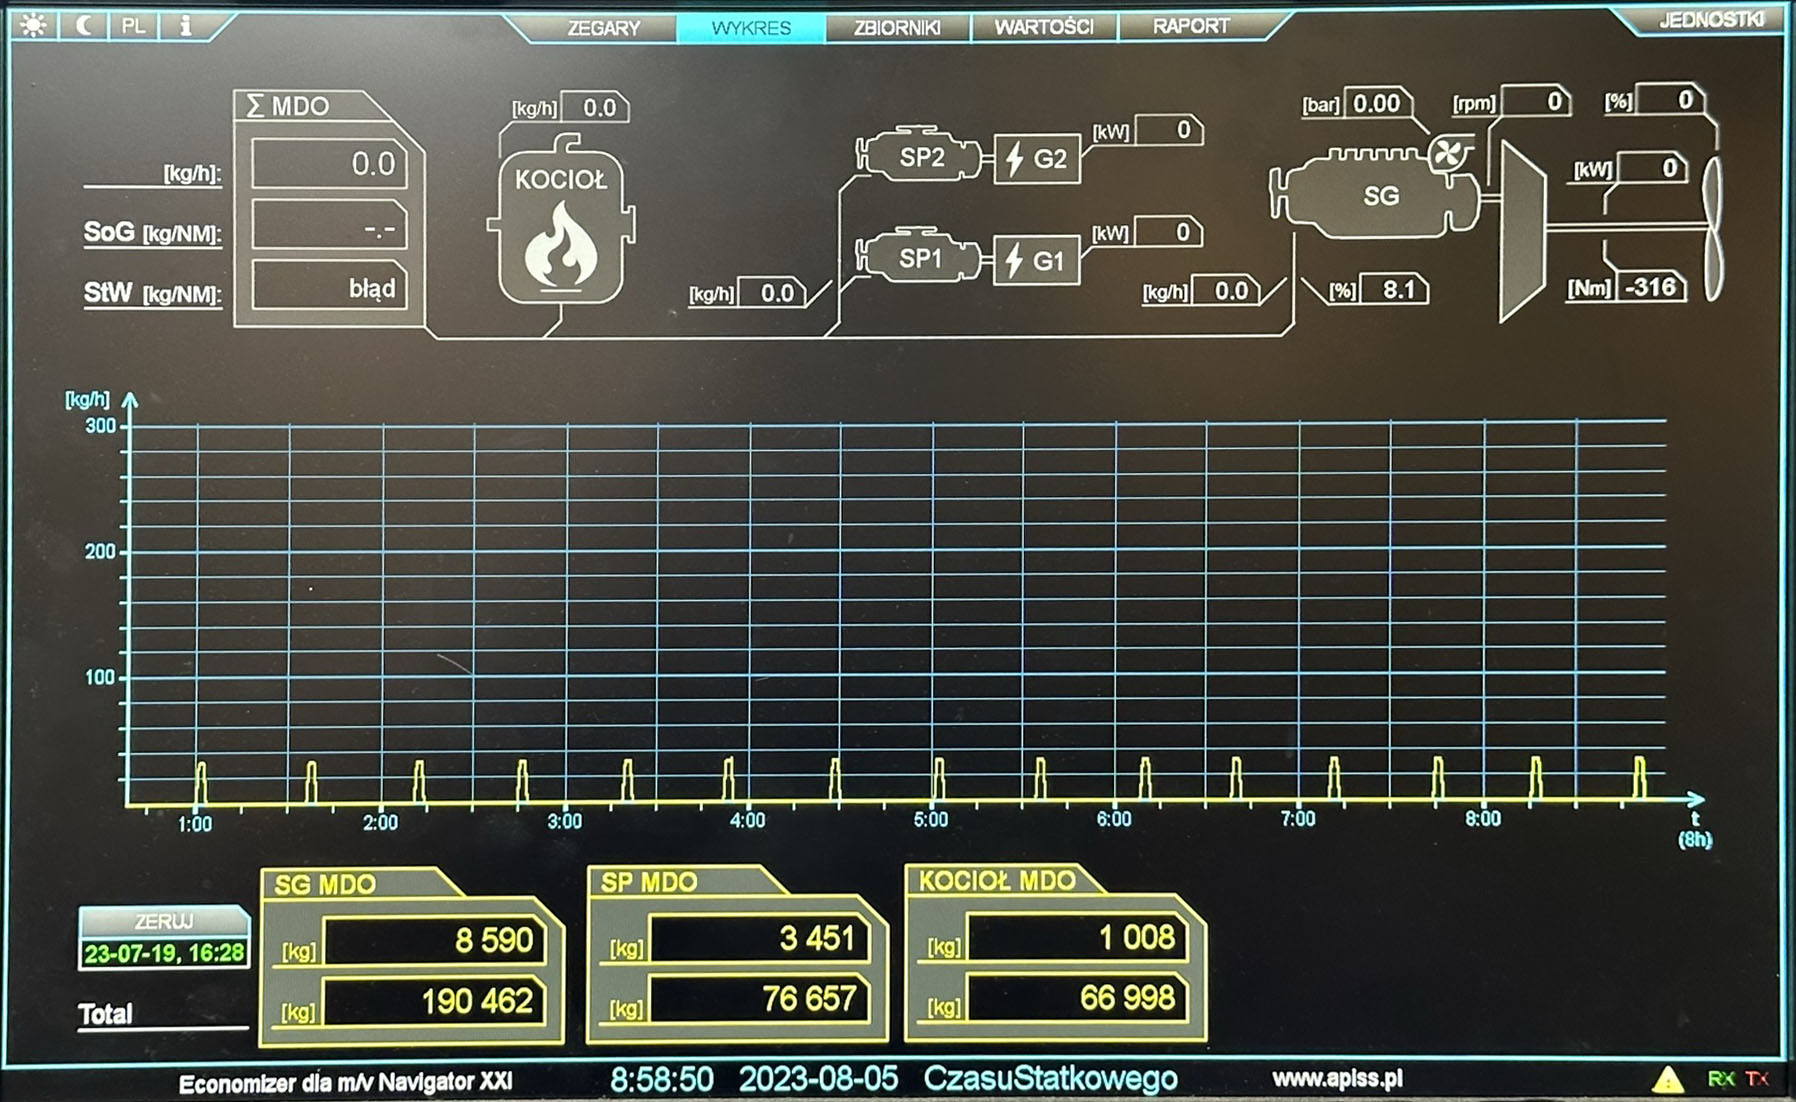 PL i ZEGARY WYKRES ZBIORNIKI WARTOŚCI RAPORT JEDNOSTKI
Σ MDO
[kg/h]: 0.0
SoG [kg/NM]: -.-
StW [kg/NM]: błąd
[kg/h] 0.0
KOCIOŁ
SP2 G2 [kW] 0
SP1 G1 [kW] 0
[kg/h] 0.0
[bar] 0.00 [rpm] 0 [%] 0
SG [kW] 0
[kg/h] 0.0 [%] 8.1 [Nm] -316
[kg/h]
300
200
100
1:00 2:00 3:00 4:00 5:00 6:00 7:00 8:00 t
(8h)
SG MDO SP MDO KOCIOŁ MDO
ZERUJ
23-07-19, 16:28 [kg] 8 590 [kg] 3 451 [kg] 1 008
Total [kg] 190 462 [kg] 76 657 [kg] 66 998
Economizer dla m/v Navigator XXI 8:58:50 2023-08-05 CzasuStatkowego www.apiss.pl RX TX